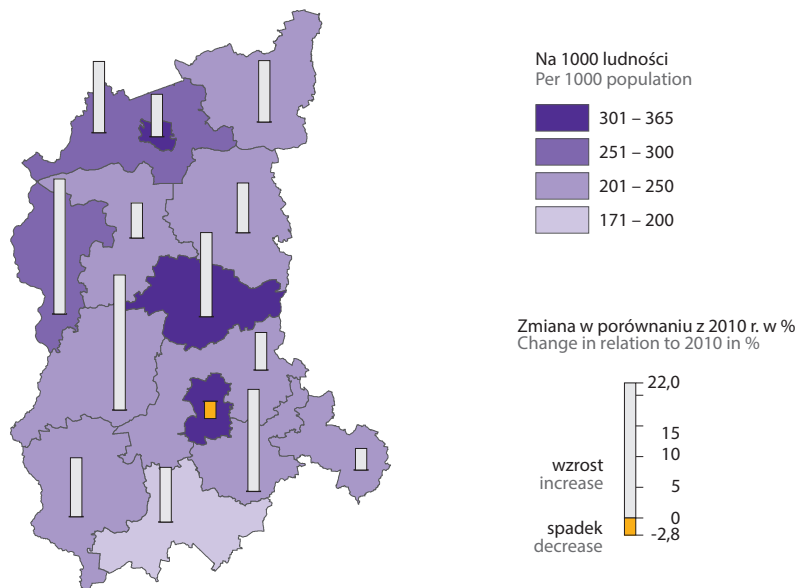 Na 1000 ludności
Per 1000 population
301 – 365
251 – 300
201 – 250
171 – 200
Zmiana w porównaniu z 2010 r. w %
Change in relation to 2010 in %
22,0
15
10
wzrost
increase
5
0
spadek
-2,8
decrease